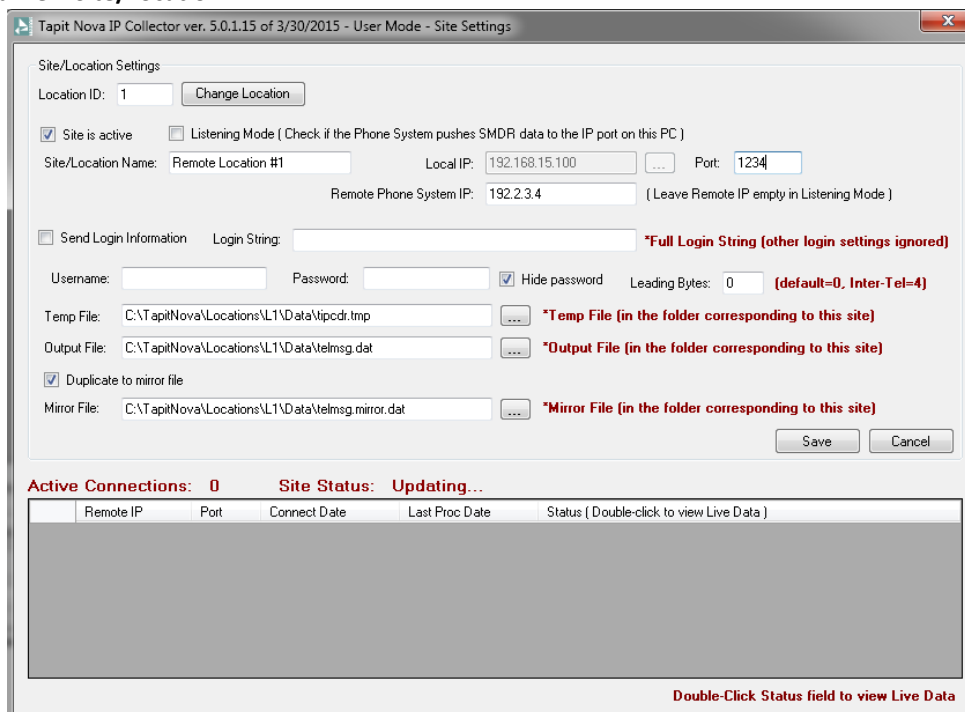 Tapit Nova IP Collector ver. 5.0.1.15 of 3/30/2015 - User Mode - Site Settings
Site/Location Settings
Location ID: 1 Change Location
Site is active Listening Mode ( Check if the Phone System pushes SMDR data to the IP port on this PC )
Site/Location Name: Remote Location #1 Local IP: 192.168.15.100 ... Port: 1234
Remote Phone System IP: 192.2.3.4 ( Leave Remote IP empty in Listening Mode )
Send Login Information Login String: *Full Login String (other login settings ignored)
Username: Password: Hide password Leading Bytes: 0 (default=0, Inter-Tel=4)
Temp File: C:\TapitNova\Locations\L1\Data\tipcdr.tmp ... *Temp File (in the folder corresponding to this site)
Output File: C:\TapitNova\Locations\L1\Data\telmsg.dat ... *Output File (in the folder corresponding to this site)
Duplicate to mirror file
Mirror File: C:\TapitNova\Locations\L1\Data\telmsg.mirror.dat ... *Mirror File (in the folder corresponding to this site)
Save Cancel
Active Connections: 0 Site Status: Updating...
Remote IP Port Connect Date Last Proc Date Status ( Double-click to view Live Data )
Double-Click Status field to view Live Data